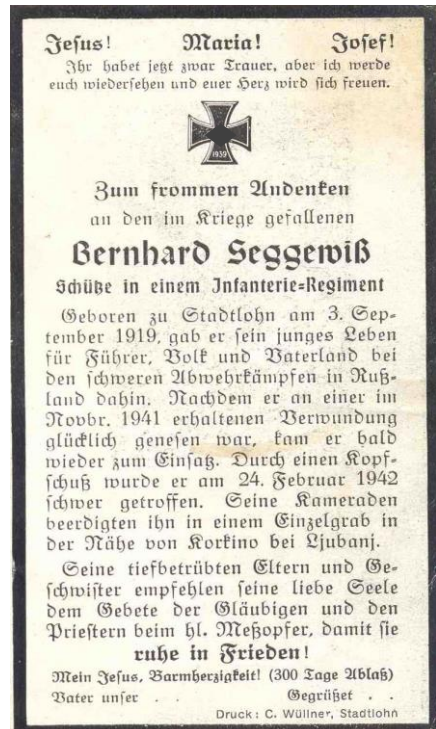 Jesus! Maria! Josef!
Ihr habet jetzt zwar Trauer, aber ich werde
euch wiedersehen und euer Herz wird sich freuen.
1939
Zum frommen Andenken
an den im Kriege gefallenen
Bernhard Seggewiß
Schütze in einem Infanterie=Regiment
Geboren zu Stadtlohn am 3. Sep-
tember 1919, gab er sein junges Leben
für Führer, Volk und Vaterland bei
den schweren Abwehrkämpfen in Ruß-
land dahin. Nachdem er an einer im
Novbr. 1941 erhaltenen Verwundung
glücklich genesen war, kam er bald
wieder zum Einsatz. Durch einen Kopf-
schuß wurde er am 24. Februar 1942
schwer getroffen. Seine Kameraden
beerdigten ihn in einem Einzelgrab in
der Nähe von Korkino bei Ljubanj.
Seine tiefbetrübten Eltern und Ge-
schwister empfehlen seine liebe Seele
dem Gebete der Gläubigen und den
Priestern beim hl. Meßopfer, damit sie
ruhe in Frieden!
Mein Jesus, Barmherzigkeit! (300 Tage Ablaß)
Vater unser . . Gegrüßet . .
Druck: C. Wüllner, Stadtlohn